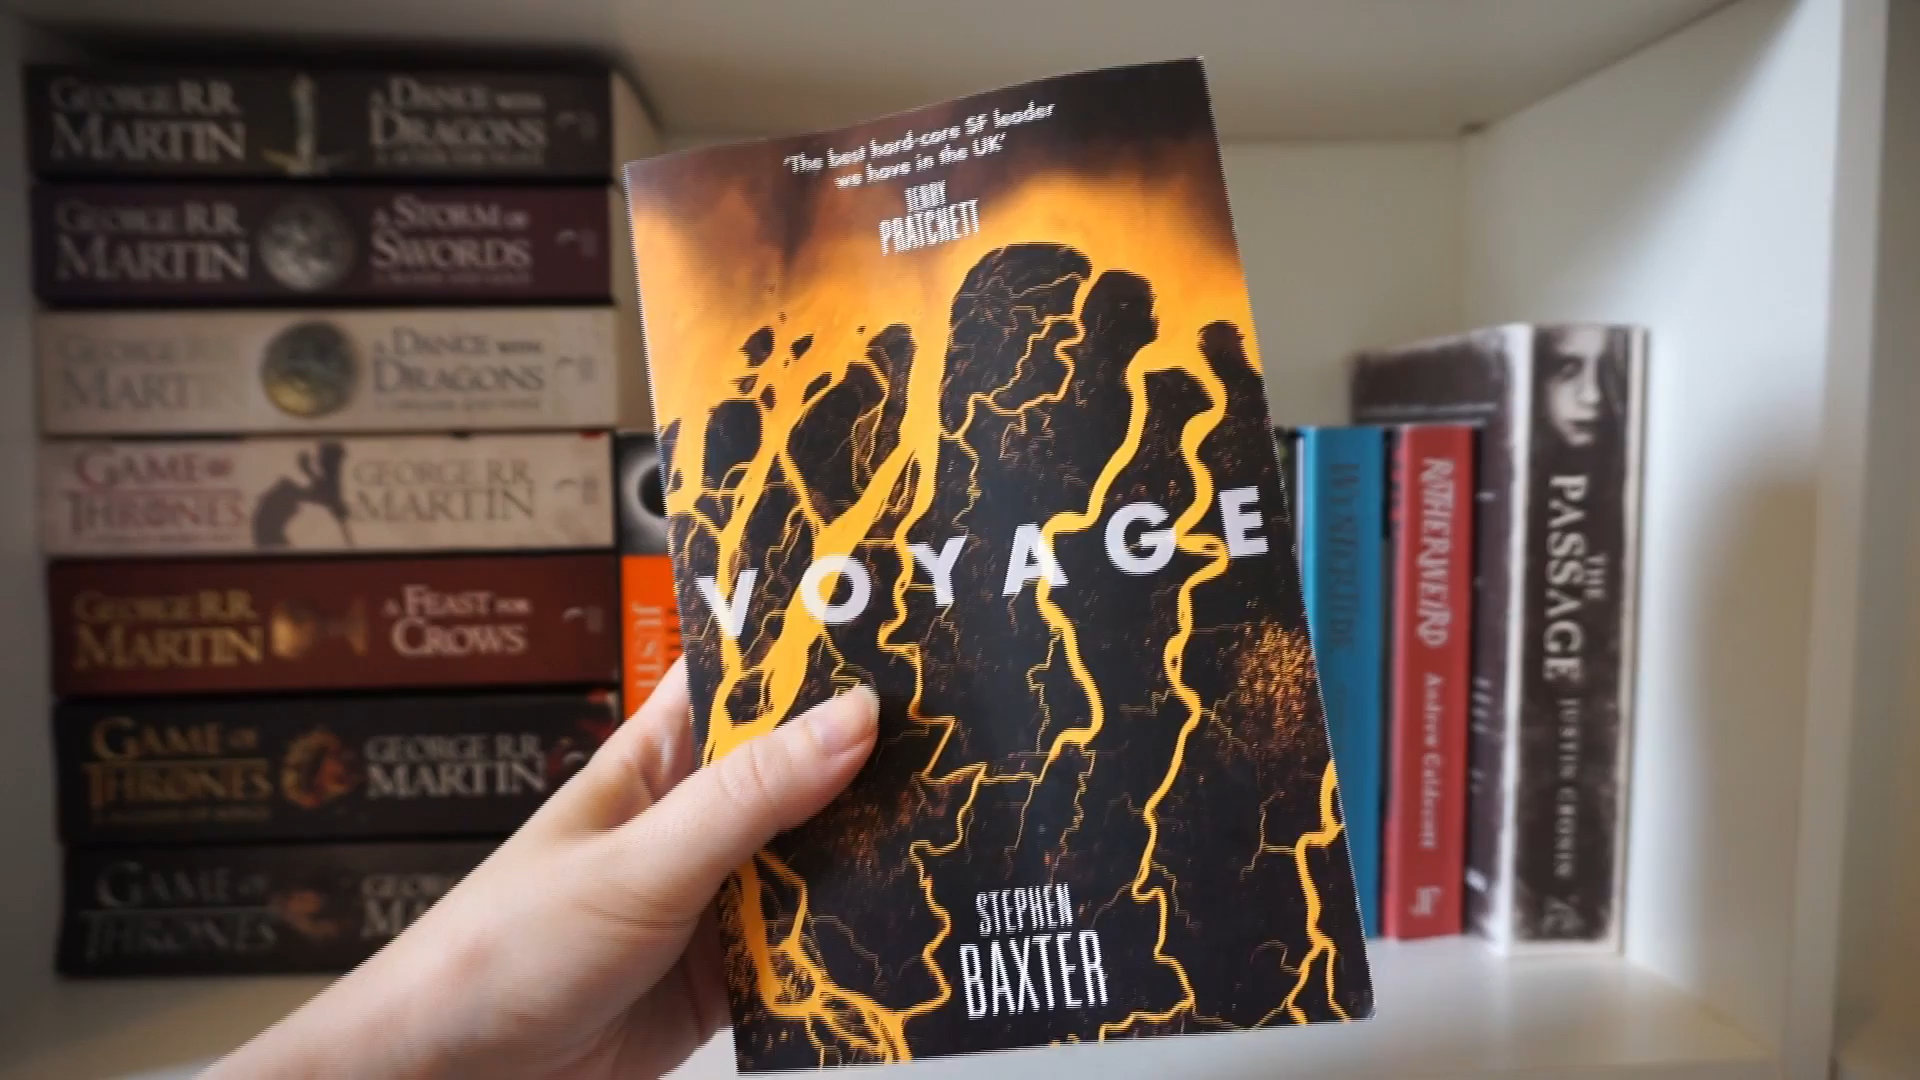 GEORGE R.R.
MARTIN
A DANCE WITH
DRAGONS
GEORGE R.R.
MARTIN
A STORM OF
SWORDS
GEORGE R.R.
MARTIN
A DANCE WITH
DRAGONS
GAME OF
THRONES
GEORGE R.R.
MARTIN
GEORGE R.R.
MARTIN
A FEAST FOR
CROWS
GAME OF
THRONES
GEORGE R.R.
MARTIN
GAME OF
THRONES
GEORGE
MA
JUSTI
'The best hard-core SF leader
we have in the UK'
TERRY
PRATCHETT
VOYAGE
STEPHEN
BAXTER
WYNTERTIDE
ROTHERWEIRD Andrew Caldecott
THE
PASSAGE JUSTIN CRONIN